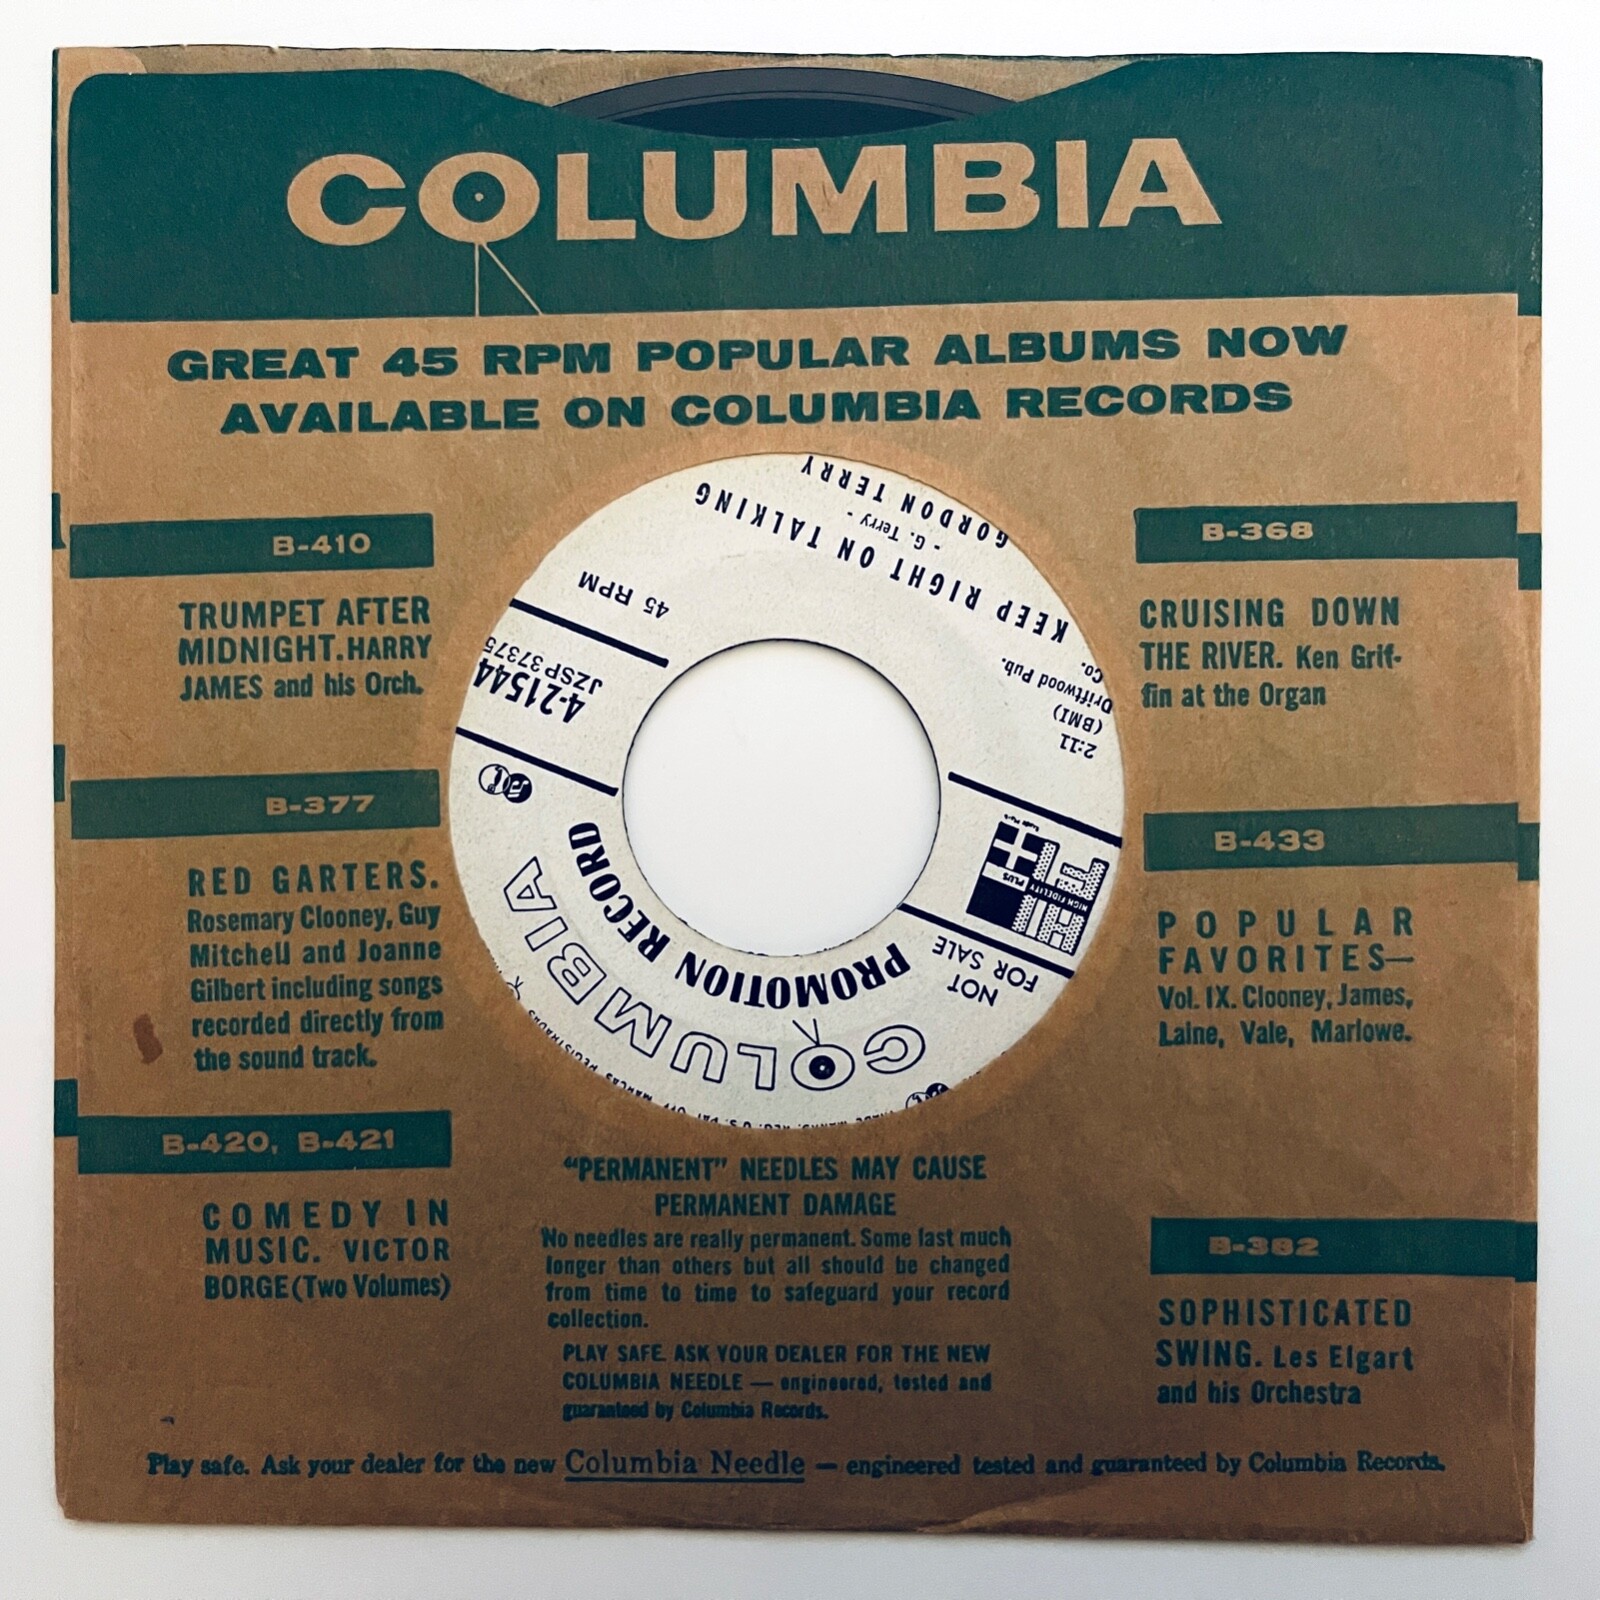 COLUMBIA
GREAT 45 RPM POPULAR ALBUMS NOW
AVAILABLE ON COLUMBIA RECORDS
B-410
TRUMPET AFTER
MIDNIGHT. HARRY
JAMES and his Orch.
B-377
RED GARTERS.
Rosemary Clooney, Guy
Mitchell and Joanne
Gilbert including songs
recorded directly from
the sound track.
B-420, B-421
COMEDY IN
MUSIC. VICTOR
BORGE (Two Volumes)
B-368
CRUISING DOWN
THE RIVER. Ken Grif-
fin at the Organ
B-433
POPULAR
FAVORITES—
Vol. IX. Clooney, James,
Laine, Vale, Marlowe.
B-382
SOPHISTICATED
SWING. Les Elgart
and his Orchestra
COLUMBIA
PROMOTION RECORD
NOT
FOR SALE
HIGH FIDELITY
PLUS
4-21544
JZSP 37375
45 RPM
2:11
(BMI)
Driftwood Pub.
Co.
KEEP RIGHT ON TALKING
- G. Terry -
GORDON TERRY
"PERMANENT" NEEDLES MAY CAUSE
PERMANENT DAMAGE
No needles are really permanent. Some last much
longer than others but all should be changed
from time to time to safeguard your record
collection.
PLAY SAFE. ASK YOUR DEALER FOR THE NEW
COLUMBIA NEEDLE — engineered, tested and
guaranteed by Columbia Records.
Play safe. Ask your dealer for the new Columbia Needle — engineered tested and guaranteed by Columbia Records.